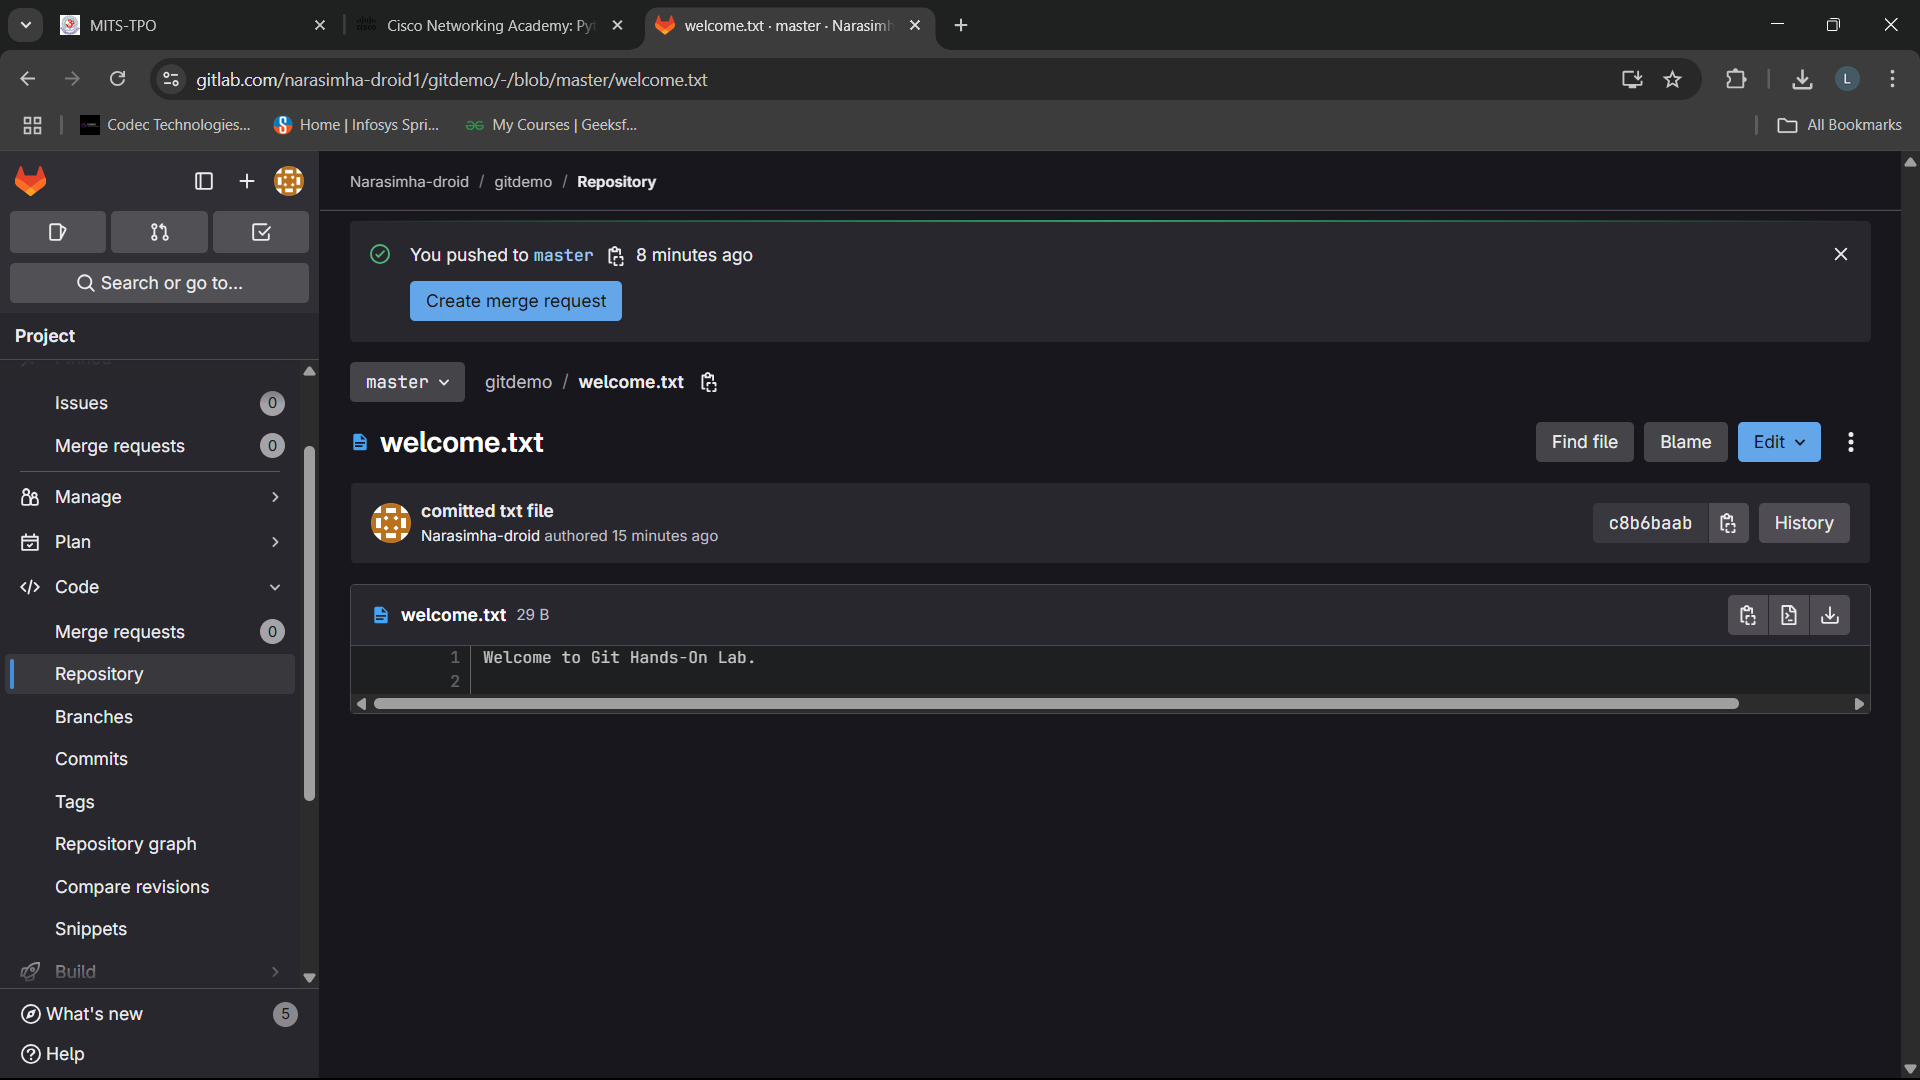 MITS-TPO
Cisco Networking Academy: Py
welcome.txt · master · Narasimh
gitlab.com/narasimha-droid1/gitdemo/-/blob/master/welcome.txt
L
Codec Technologies...
Home | Infosys Spri...
My Courses | Geeksf...
All Bookmarks
Narasimha-droid / gitdemo / Repository
Search or go to...
Project
Pinned
Issues 0
Merge requests 0
Manage
Plan
Code
Merge requests 0
Repository
Branches
Commits
Tags
Repository graph
Compare revisions
Snippets
Build
What's new 5
Help
You pushed to master 8 minutes ago
Create merge request
master gitdemo / welcome.txt
welcome.txt
Find file Blame Edit
comitted txt file
Narasimha-droid authored 15 minutes ago
c8b6baab History
welcome.txt 29 B
1 Welcome to Git Hands-On Lab.
2